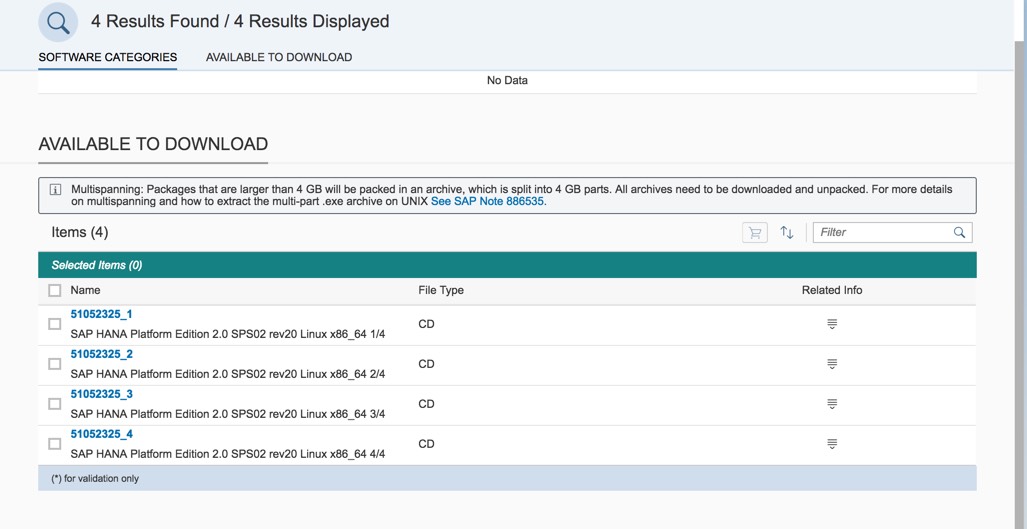 4 Results Found / 4 Results Displayed
SOFTWARE CATEGORIES AVAILABLE TO DOWNLOAD
No Data
AVAILABLE TO DOWNLOAD
Multispanning: Packages that are larger than 4 GB will be packed in an archive, which is split into 4 GB parts. All archives need to be downloaded and unpacked. For more details
on multispanning and how to extract the multi-part .exe archive on UNIX See SAP Note 886535.
Items (4) Filter
Selected Items (0)
Name File Type Related Info
51052325_1
SAP HANA Platform Edition 2.0 SPS02 rev20 Linux x86_64 1/4 CD
51052325_2
SAP HANA Platform Edition 2.0 SPS02 rev20 Linux x86_64 2/4 CD
51052325_3
SAP HANA Platform Edition 2.0 SPS02 rev20 Linux x86_64 3/4 CD
51052325_4
SAP HANA Platform Edition 2.0 SPS02 rev20 Linux x86_64 4/4 CD
(*) for validation only